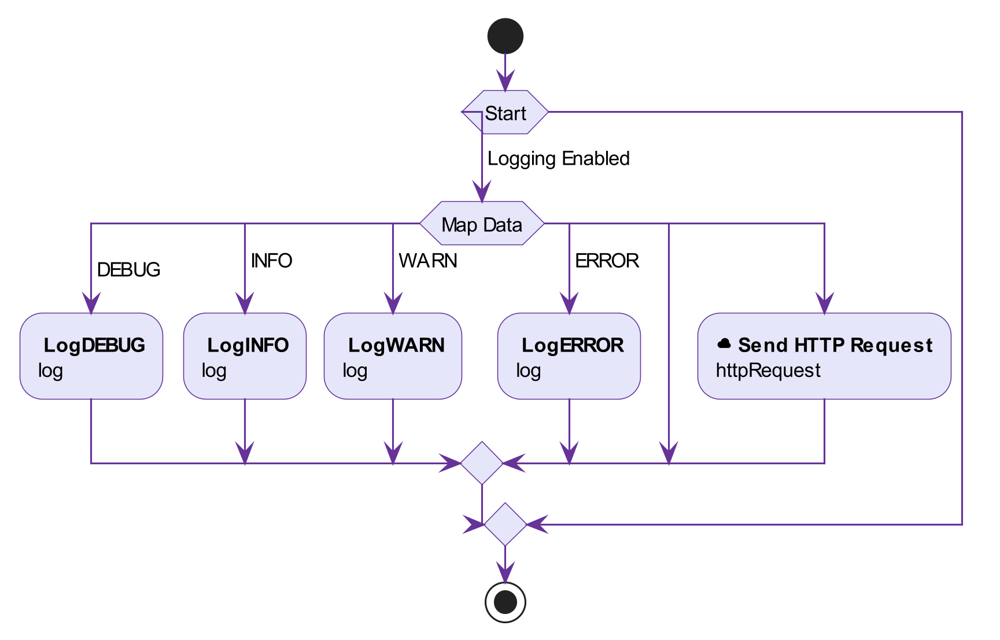 Start
Logging Enabled
Map Data
DEBUG
INFO
WARN
ERROR
LogDEBUG
log
LogINFO
log
LogWARN
log
LogERROR
log
Send HTTP Request
httpRequest